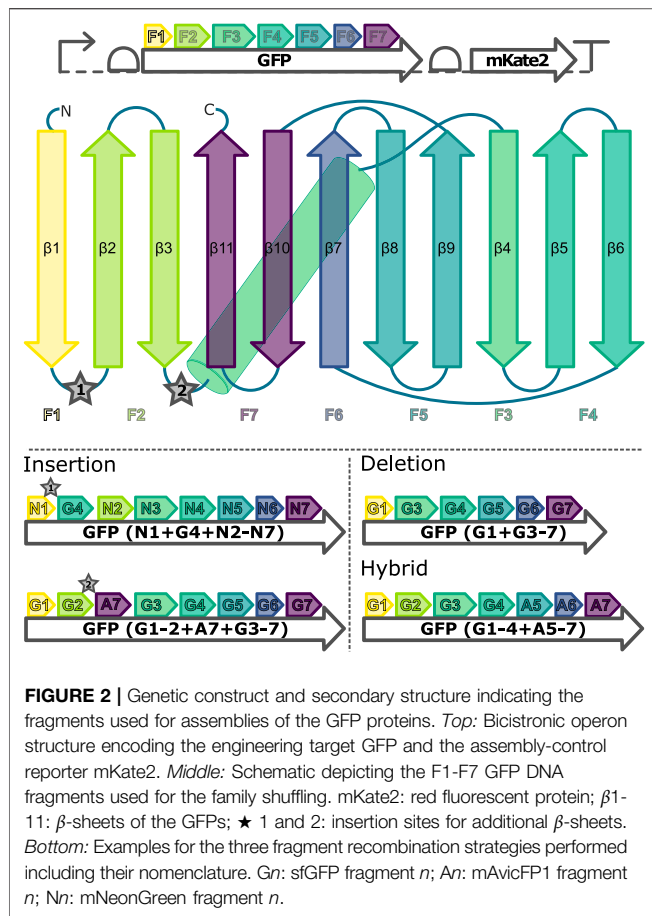 F1 F2 F3 F4 F5 F6 F7
GFP mKate2
N C
β1 β2 β3 β11 β10 β7 β8 β9 β4 β5 β6
1 2
F1 F2 F7 F6 F5 F3 F4
Insertion
1
N1 G4 N2 N3 N4 N5 N6 N7
GFP (N1+G4+N2-N7)
2
G1 G2 A7 G3 G4 G5 G6 G7
GFP (G1-2+A7+G3-7)
Deletion
G1 G3 G4 G5 G6 G7
GFP (G1+G3-7)
Hybrid
G1 G2 G3 G4 A5 A6 A7
GFP (G1-4+A5-7)
FIGURE 2 | Genetic construct and secondary structure indicating the
fragments used for assemblies of the GFP proteins. Top: Bicistronic operon
structure encoding the engineering target GFP and the assembly-control
reporter mKate2. Middle: Schematic depicting the F1-F7 GFP DNA
fragments used for the family shuffling. mKate2: red fluorescent protein; β1-
11: β-sheets of the GFPs; ★ 1 and 2: insertion sites for additional β-sheets.
Bottom: Examples for the three fragment recombination strategies performed
including their nomenclature. Gn: sfGFP fragment n; An: mAvicFP1 fragment
n; Nn: mNeonGreen fragment n.